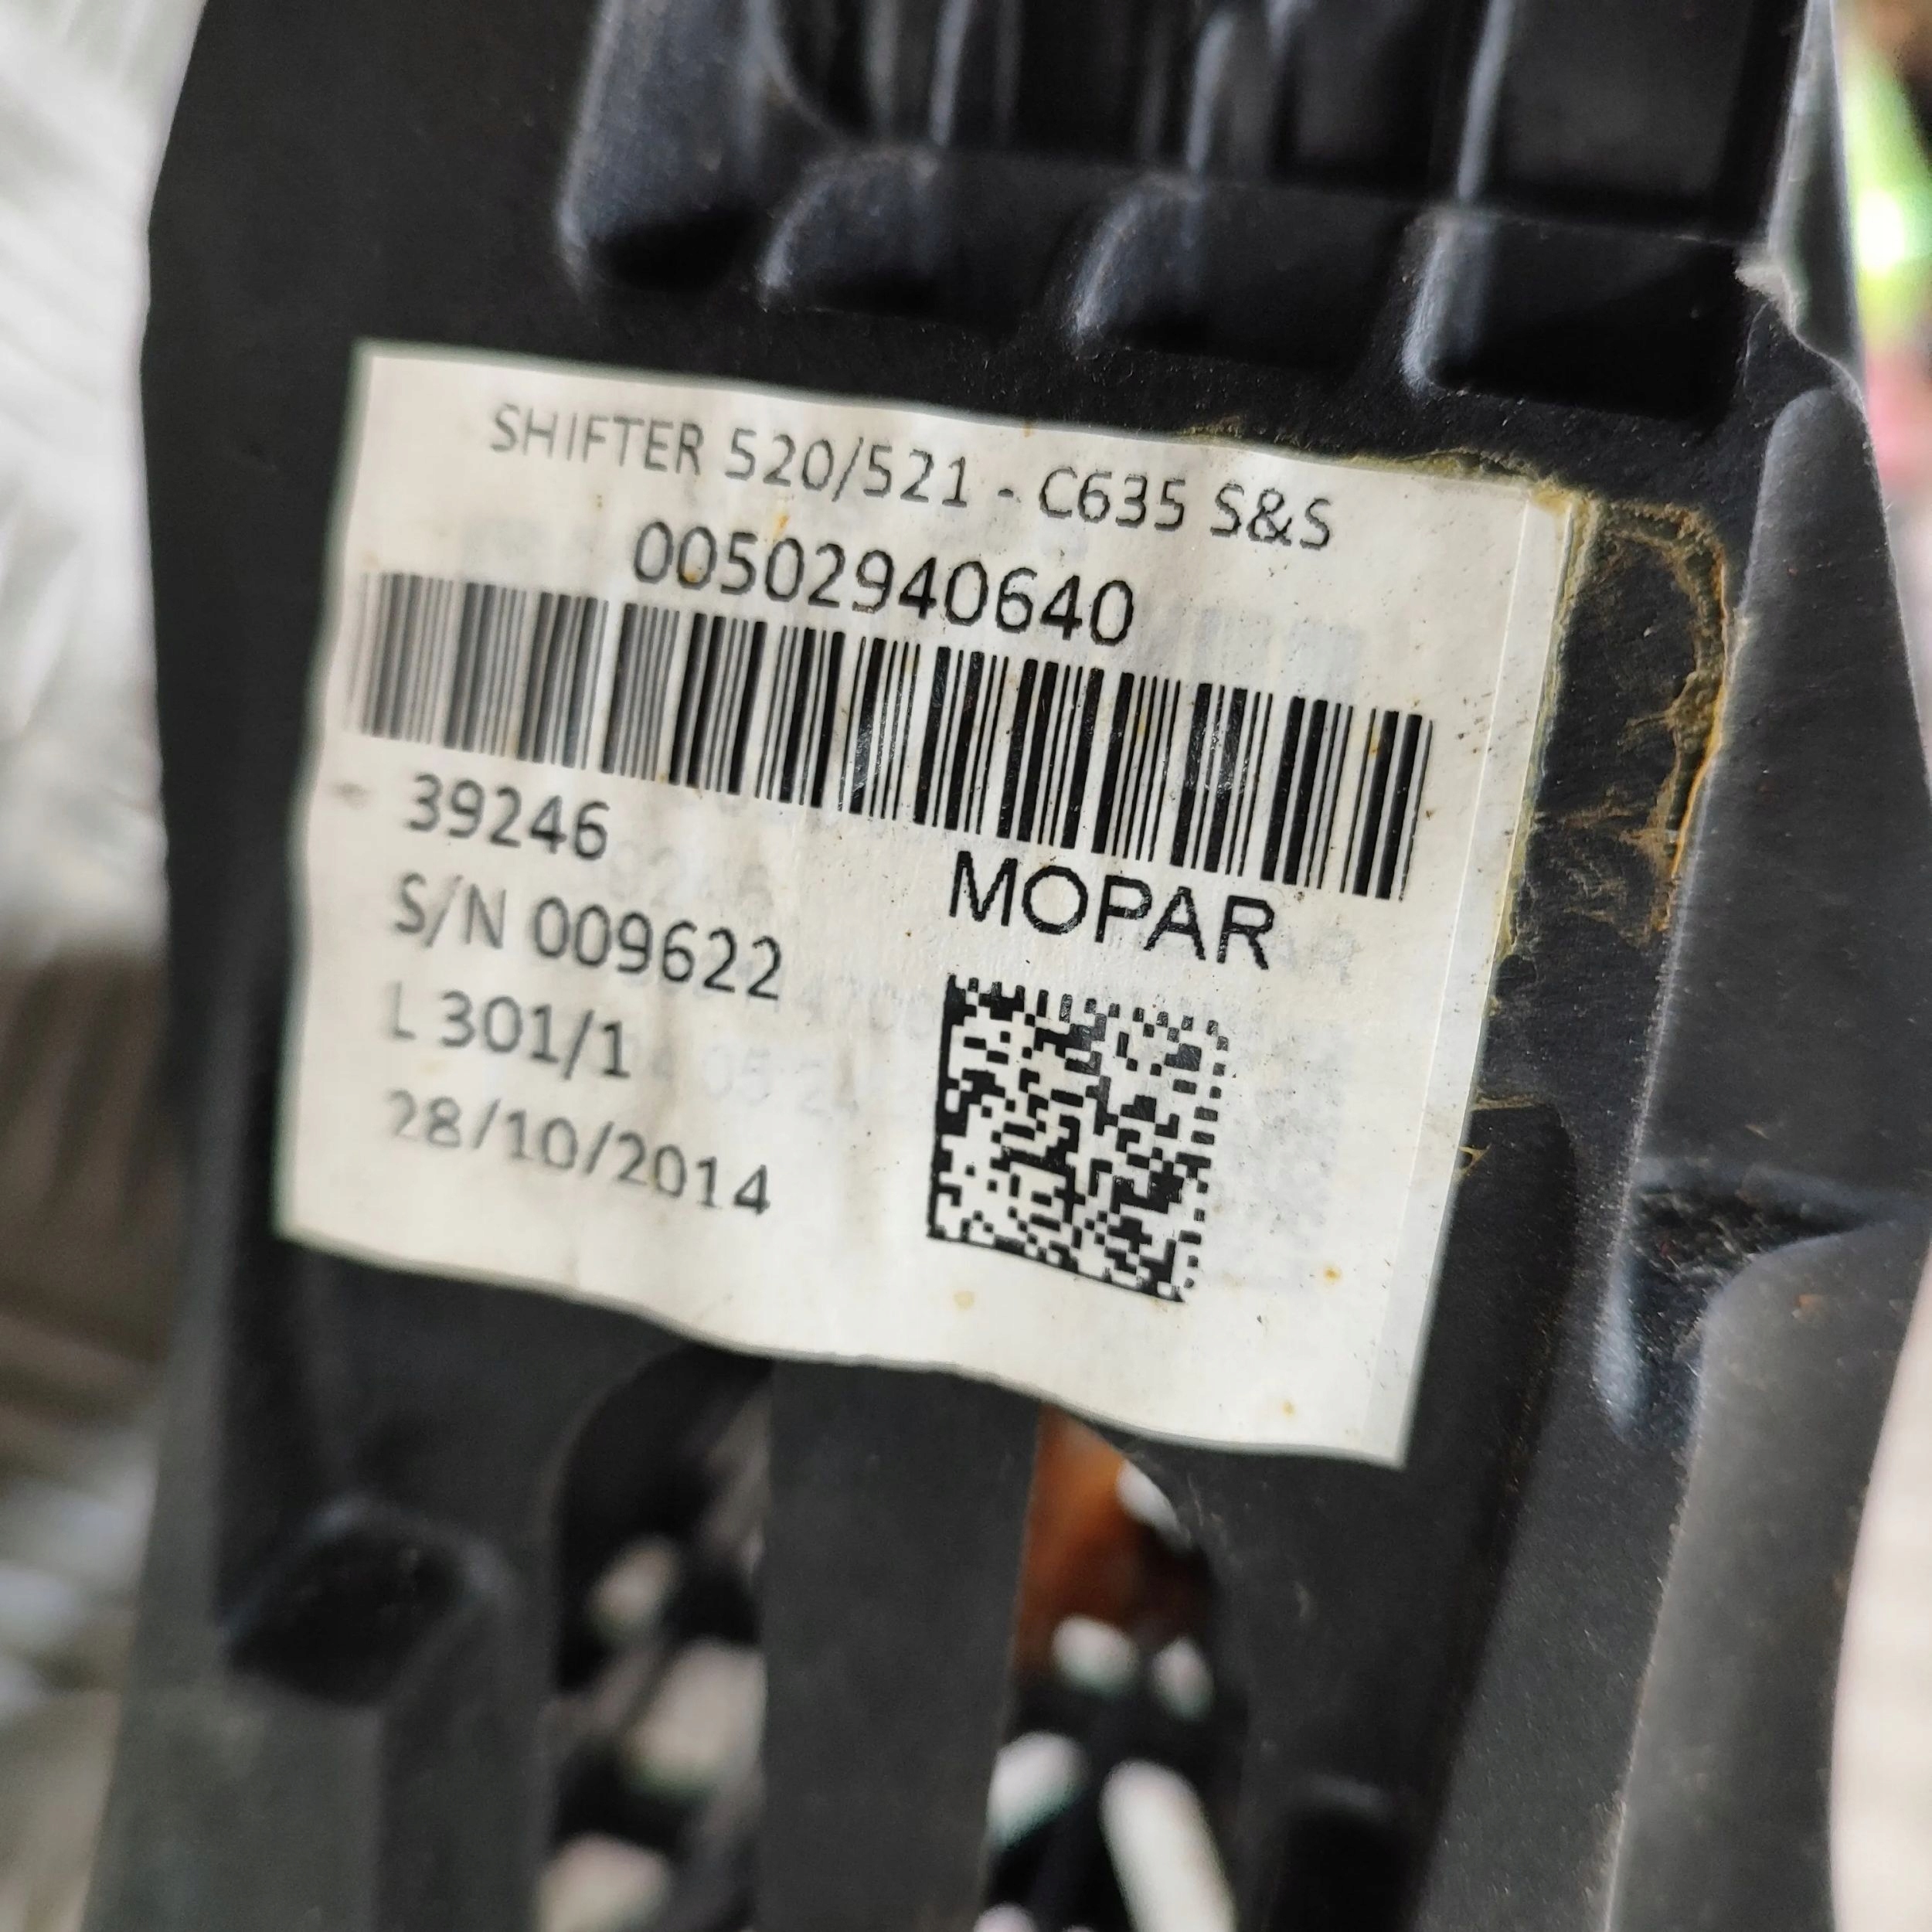 SHIFTER 520/521 - C635 S&S
00502940640
39246
MOPAR
S/N 009622
L 301/1
28/10/2014